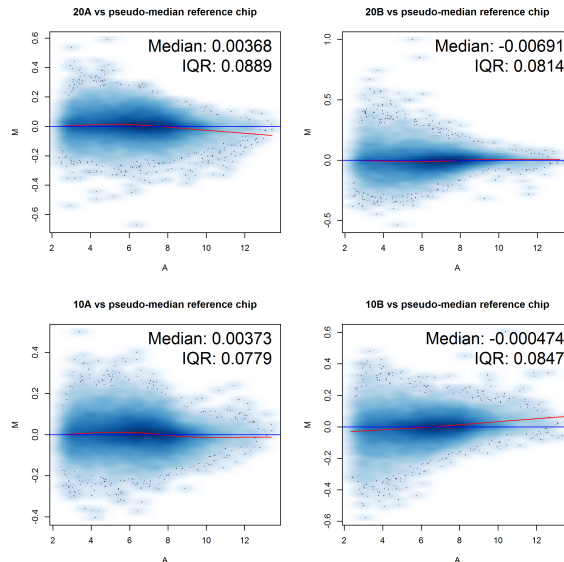 20A vs pseudo-median reference chip
Median: 0.00368
IQR: 0.0889
M
0.6
0.4
0.2
0.0
-0.2
-0.4
-0.6
2 4 6 8 10 12
A
20B vs pseudo-median reference chip
Median: -0.00691
IQR: 0.0814
M
1.0
0.5
0.0
-0.5
2 4 6 8 10 12
A
10A vs pseudo-median reference chip
Median: 0.00373
IQR: 0.0779
M
0.4
0.2
0.0
-0.2
-0.4
2 4 6 8 10 12
A
10B vs pseudo-median reference chip
Median: -0.000474
IQR: 0.0847
M
0.6
0.4
0.2
0.0
-0.2
-0.4
-0.6
2 4 6 8 10 12
A